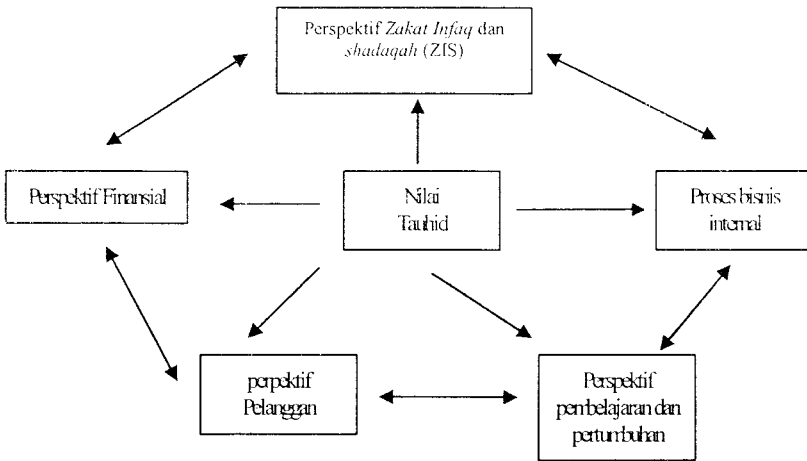 Perspektif Zakat Infaq dan
shadaqah (ZIS)
Perspektif Finansial
Nilai
Tauhid
Proses bisnis
internal
perpektif
Pelanggan
Perspektif
pembelajaran dan
pertumbuhan